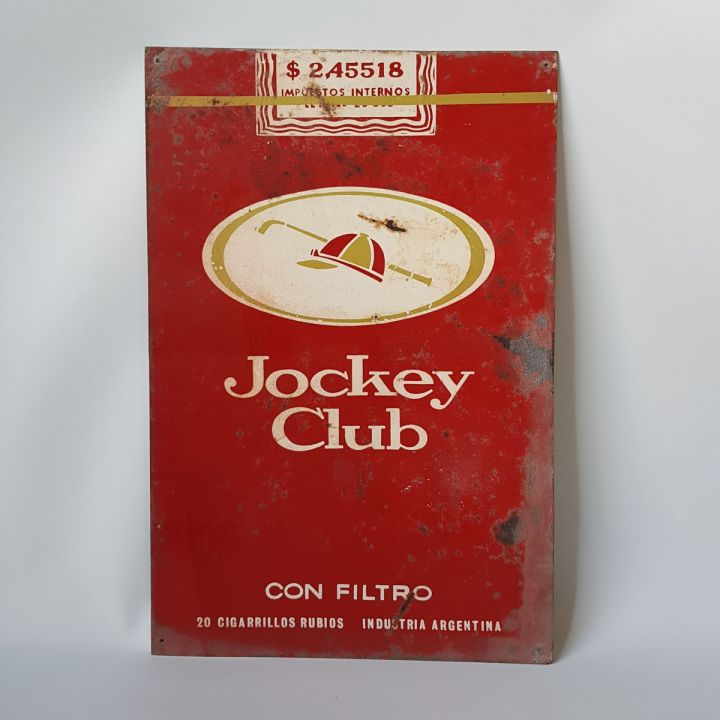 $ 2,45518
IMPUESTOS INTERNOS
Jockey
Club
CON FILTRO
20 CIGARRILLOS RUBIOS INDUSTRIA ARGENTINA